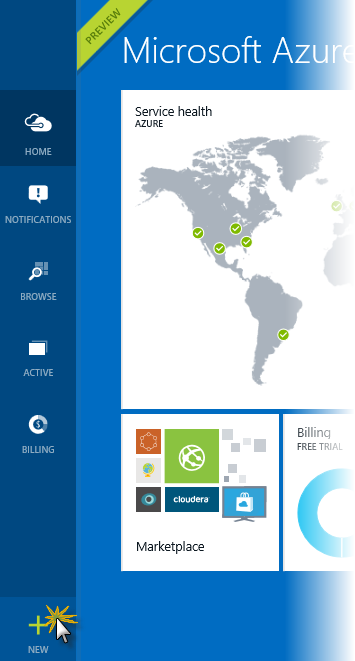 PREVIEW
Microsoft Azure
HOME
NOTIFICATIONS
BROWSE
ACTIVE
BILLING
NEW
Service health
AZURE
cloudera
Marketplace
Billing
FREE TRIAL